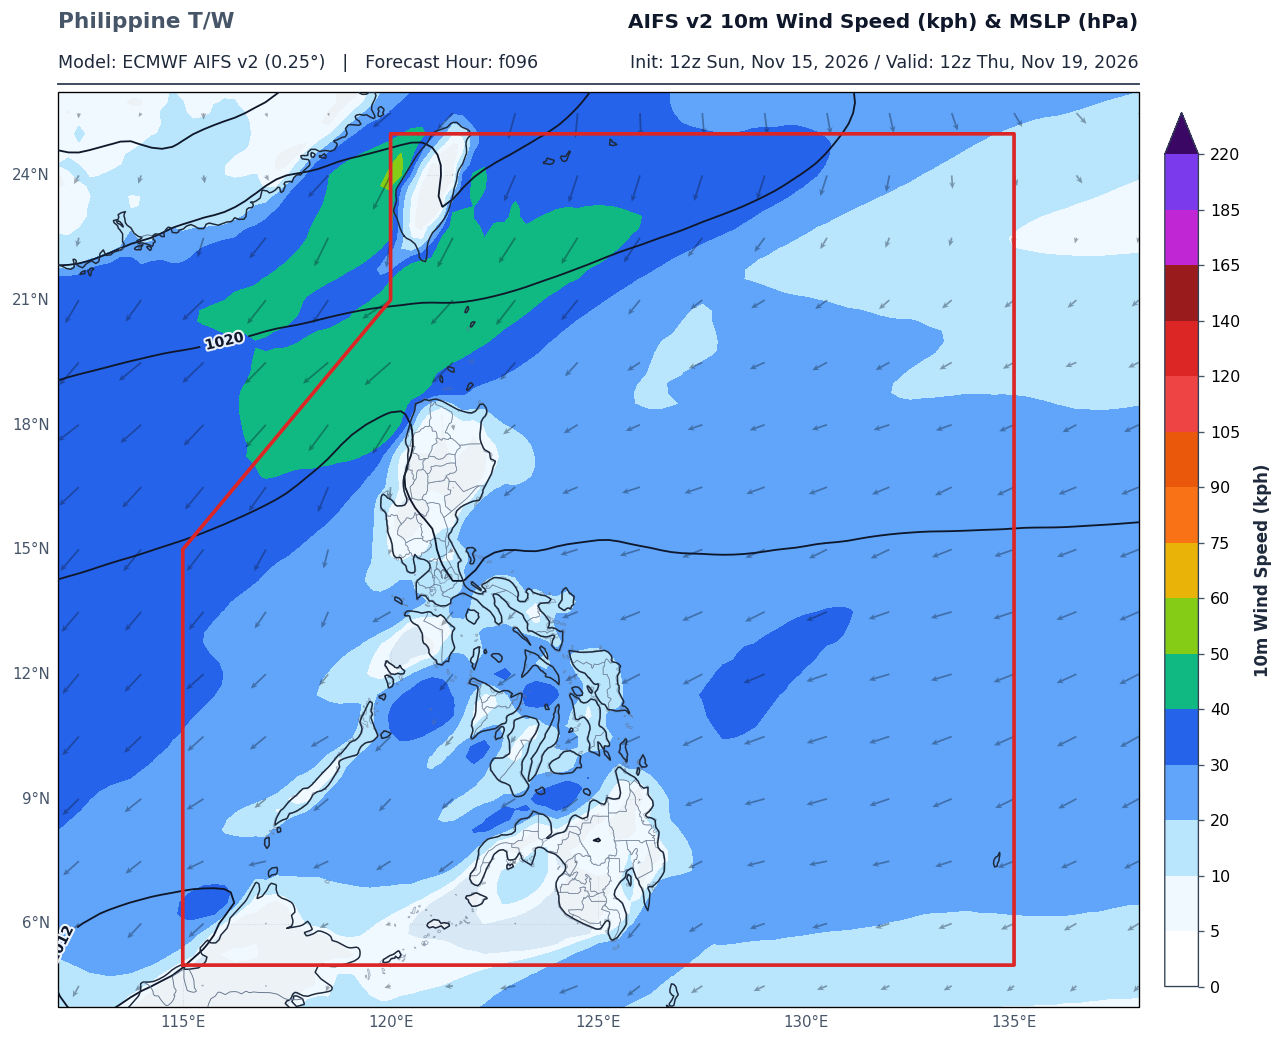 Philippine T/W
AIFS v2 10m Wind Speed (kph) & MSLP (hPa)
Model: ECMWF AIFS v2 (0.25°) | Forecast Hour: f096
Init: 12z Sun, Nov 15, 2026 / Valid: 12z Thu, Nov 19, 2026
24°N
21°N
18°N
15°N
12°N
9°N
6°N
1020
012
115°E
120°E
125°E
130°E
135°E
220
185
165
140
120
105
90
75
60
50
40
30
20
10
5
0
10m Wind Speed (kph)